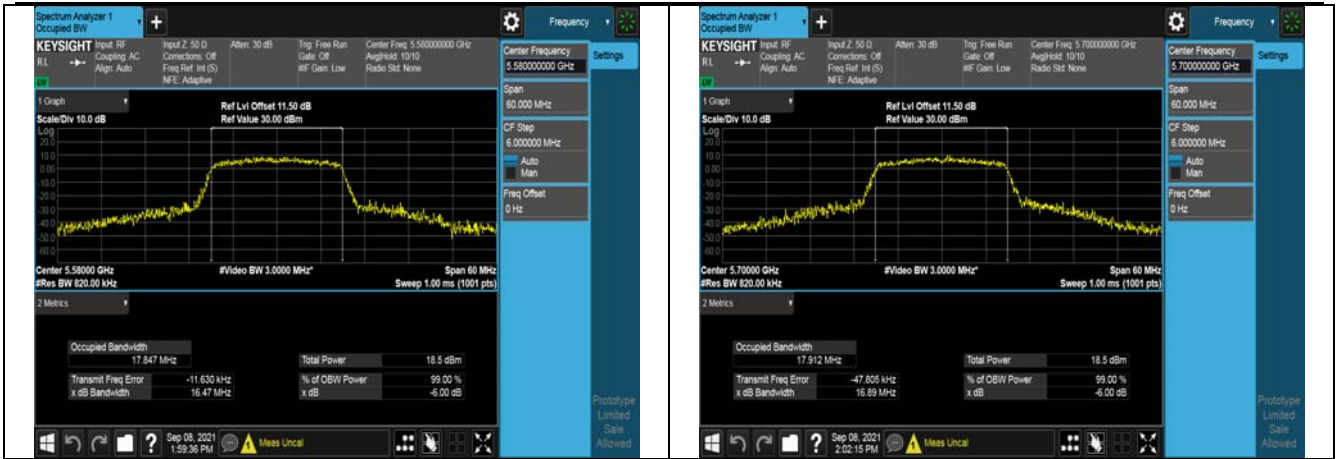 Spectrum Analyzer 1
Occupied BW
+
Frequency
KEYSIGHT
Input: RF
Input Z: 50 Ω
Atten: 30 dB
Trig: Free Run
Center Freq: 5.580000000 GHz
RL
Coupling: AC
Corrections: Off
Gate: Off
Avg|Hold: 10/10
Align: Auto
Freq Ref: Int (S)
#IF Gain: Low
Radio Std: None
NFE: Adaptive
Center Frequency
5.580000000 GHz
Settings
Span
60.000 MHz
CF Step
6.000000 MHz
Auto
Man
Freq Offset
0 Hz
1 Graph
Ref Lvl Offset 11.50 dB
Scale/Div 10.0 dB
Ref Value 30.00 dBm
Log
20.0
10.0
0.00
-10.0
-20.0
-30.0
-40.0
-50.0
-60.0
Center 5.58000 GHz
#Video BW 3.0000 MHz*
Span 60 MHz
#Res BW 820.00 kHz
Sweep 1.00 ms (1001 pts)
2 Metrics
Occupied Bandwidth
17.847 MHz
Total Power 18.5 dBm
Transmit Freq Error -11.630 kHz
% of OBW Power 99.00 %
x dB Bandwidth 16.47 MHz
x dB -6.00 dB
Prototype
Limited
Sale
Allowed
?
Sep 08, 2021
1:59:36 PM
Meas Uncal
Spectrum Analyzer 1
Occupied BW
+
Frequency
KEYSIGHT
Input: RF
Input Z: 50 Ω
Atten: 30 dB
Trig: Free Run
Center Freq: 5.700000000 GHz
RL
Coupling: AC
Corrections: Off
Gate: Off
Avg|Hold: 10/10
Align: Auto
Freq Ref: Int (S)
#IF Gain: Low
Radio Std: None
NFE: Adaptive
Center Frequency
5.700000000 GHz
Settings
Span
60.000 MHz
CF Step
6.000000 MHz
Auto
Man
Freq Offset
0 Hz
1 Graph
Ref Lvl Offset 11.50 dB
Scale/Div 10.0 dB
Ref Value 30.00 dBm
Log
20.0
10.0
0.00
-10.0
-20.0
-30.0
-40.0
-50.0
-60.0
Center 5.70000 GHz
#Video BW 3.0000 MHz*
Span 60 MHz
#Res BW 820.00 kHz
Sweep 1.00 ms (1001 pts)
2 Metrics
Occupied Bandwidth
17.912 MHz
Total Power 18.5 dBm
Transmit Freq Error -47.805 kHz
% of OBW Power 99.00 %
x dB Bandwidth 16.89 MHz
x dB -6.00 dB
Prototype
Limited
Sale
Allowed
?
Sep 08, 2021
2:02:15 PM
Meas Uncal